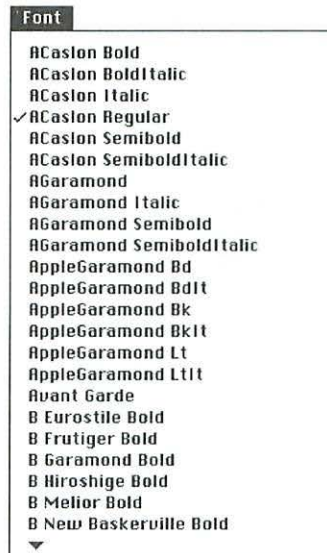 Font
ACaslon Bold
ACaslon BoldItalic
ACaslon Italic
✓ACaslon Regular
ACaslon Semibold
ACaslon SemiboldItalic
AGaramond
AGaramond Italic
AGaramond Semibold
AGaramond SemiboldItalic
AppleGaramond Bd
AppleGaramond BdIt
AppleGaramond Bk
AppleGaramond BkIt
AppleGaramond Lt
AppleGaramond LtIt
Avant Garde
B Eurostile Bold
B Frutiger Bold
B Garamond Bold
B Hiroshige Bold
B Melior Bold
B New Baskerville Bold